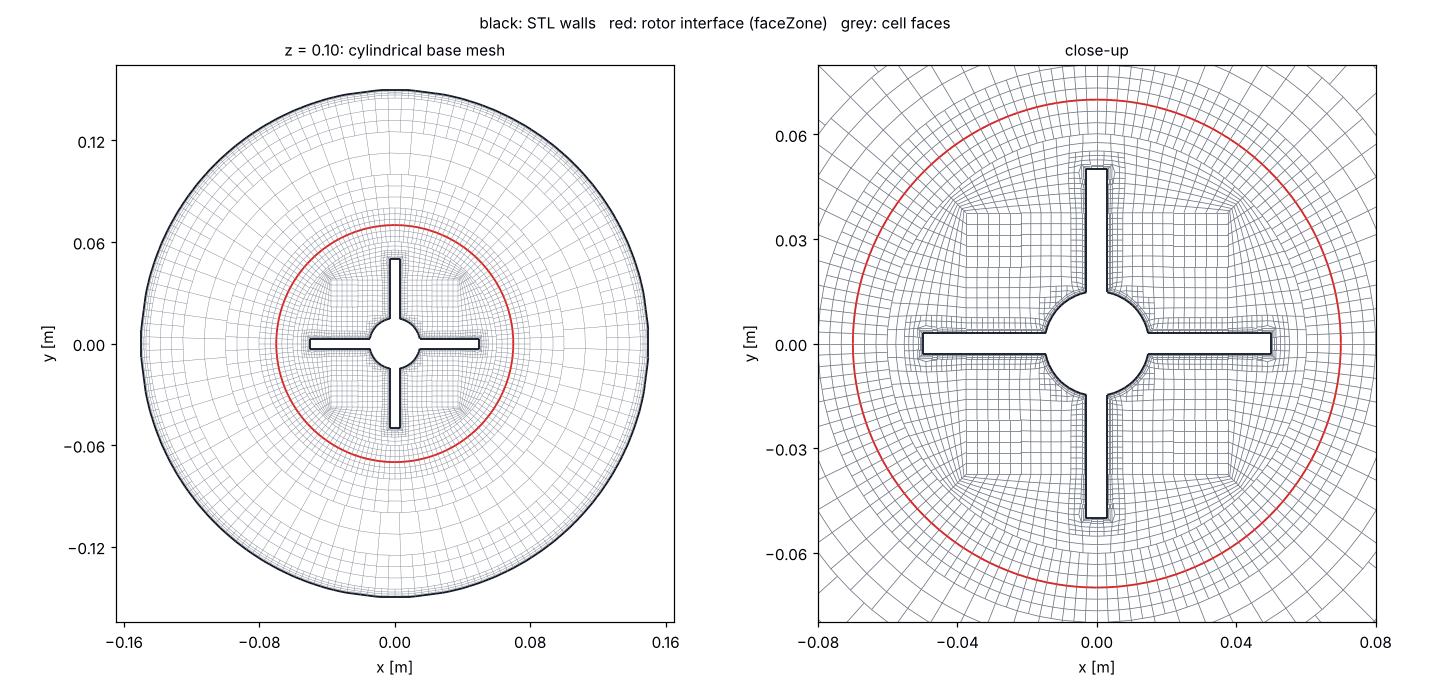 black: STL walls   red: rotor interface (faceZone)   grey: cell faces
z = 0.10: cylindrical base mesh
0.12
0.06
0.00
−0.06
−0.12
y [m]
−0.16
−0.08
0.00
0.08
0.16
x [m]
close-up
0.06
0.03
0.00
−0.03
−0.06
y [m]
−0.08
−0.04
0.00
0.04
0.08
x [m]